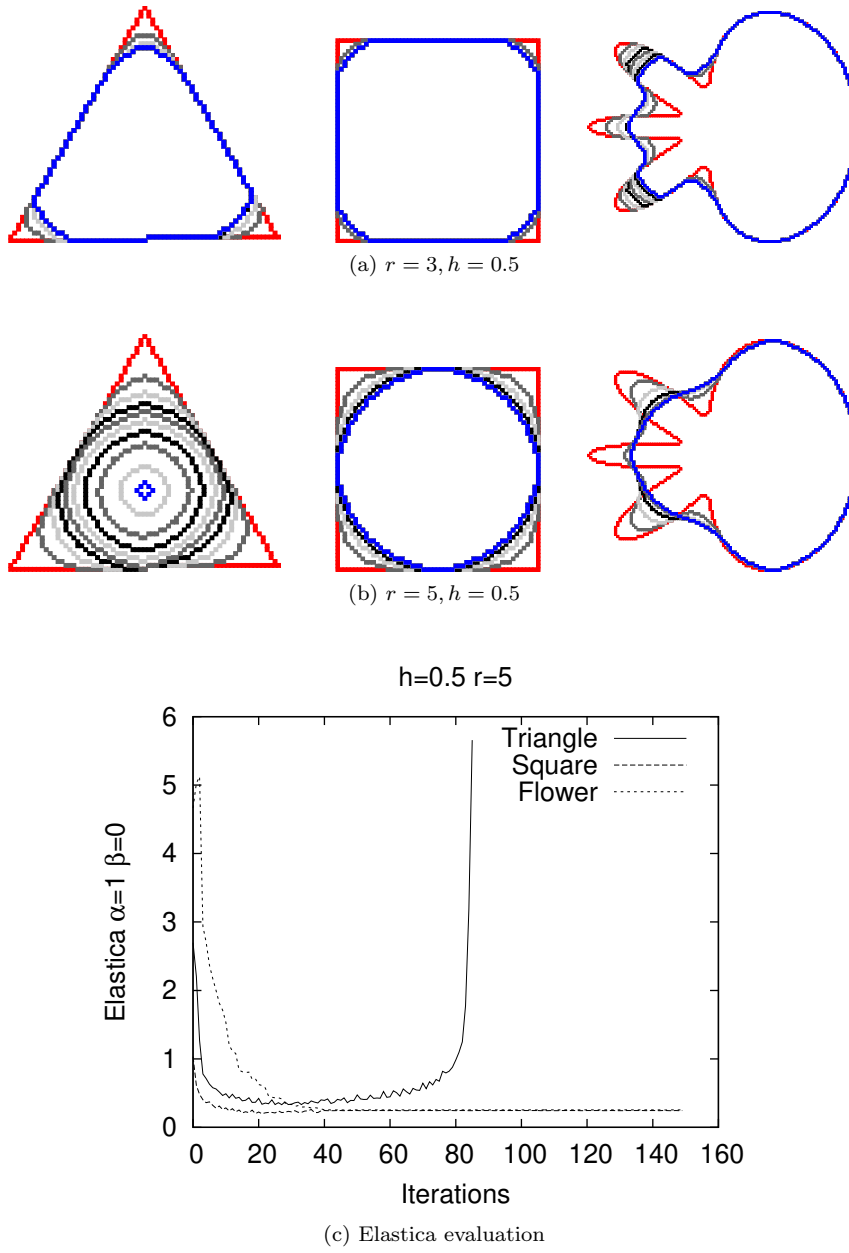 (a) r = 3, h = 0.5
(b) r = 5, h = 0.5
h=0.5 r=5
Elastica α=1 β=0
6
5
4
3
2
1
0
Triangle
Square
Flower
0 20 40 60 80 100 120 140 160
Iterations
(c) Elastica evaluation